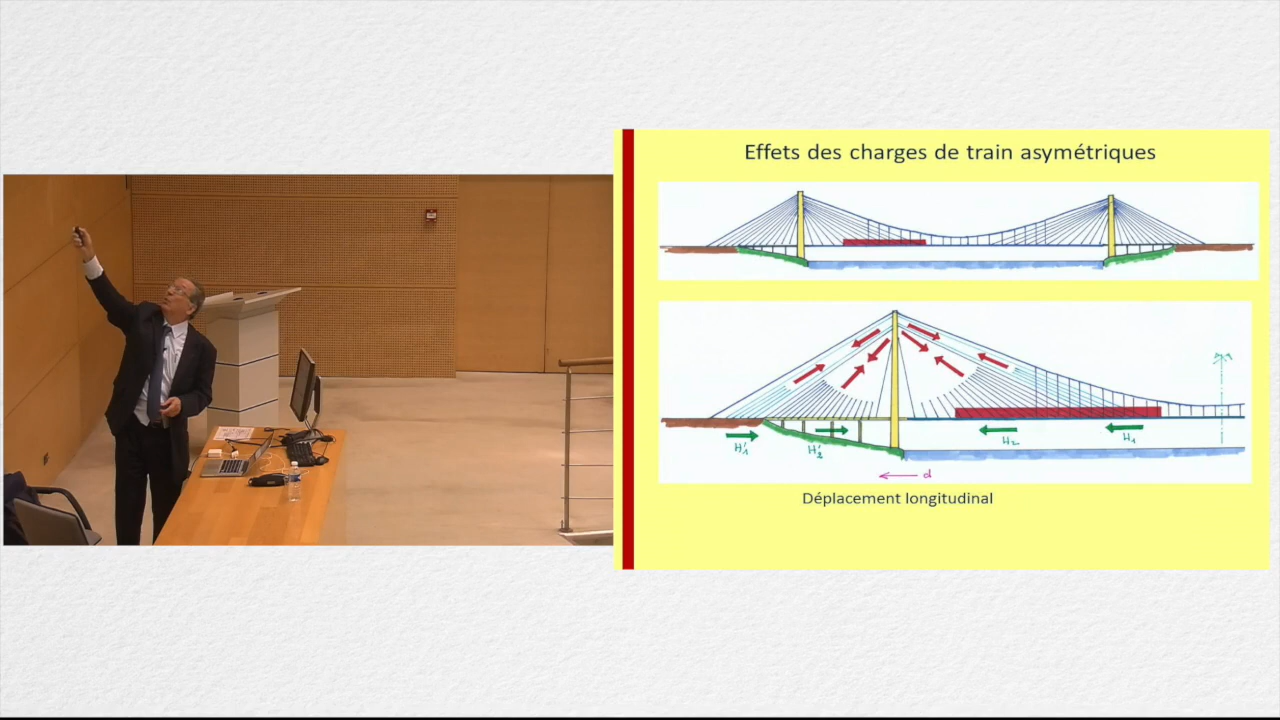 Effets des charges de train asymétriques
H'₁
H'₂
H₂
H₁
d
Déplacement longitudinal